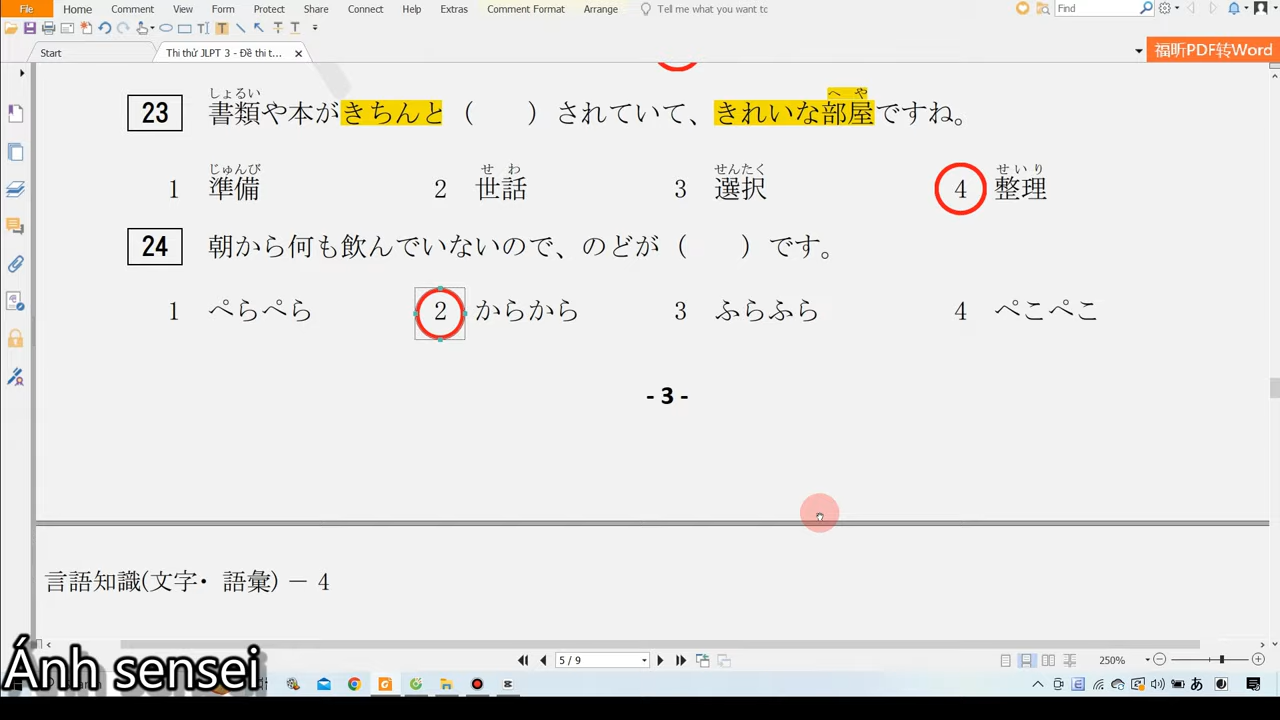 File Home Comment View Form Protect Share Connect Help Extras Comment Format Arrange Tell me what you want tc Find
Start Thi thử JLPT 3 - Đề thi t... 福昕PDF转Word
しょるい へ や
23 書類や本がきちんと（ ）されていて、きれいな部屋ですね。
じゅんび せ わ せんたく せいり
1 準備 2 世話 3 選択 4 整理
24 朝から何も飲んでいないので、のどが（ ）です。
1 ぺらぺら 2 からから 3 ふらふら 4 ぺこぺこ
- 3 -
言語知識(文字・ 語彙) － 4
Ánh sensei
5 / 9 250%